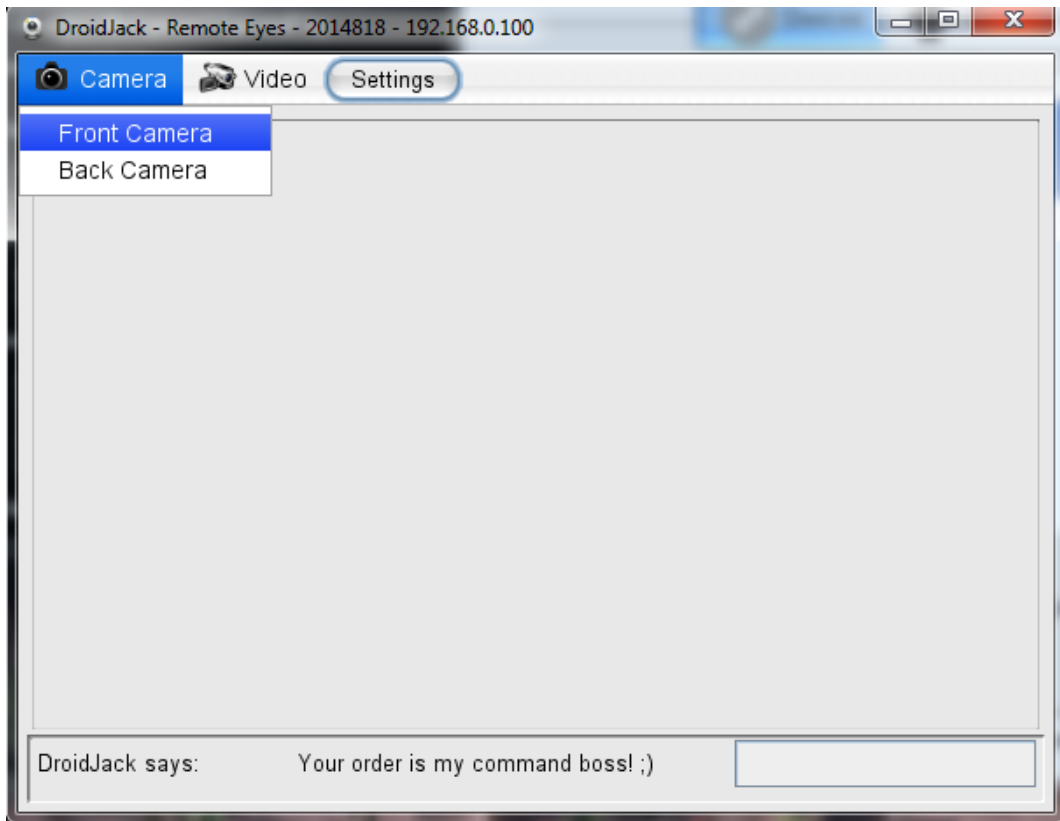 DroidJack - Remote Eyes - 2014818 - 192.168.0.100
Camera Video Settings
Front Camera
Back Camera
DroidJack says: Your order is my command boss! ;)